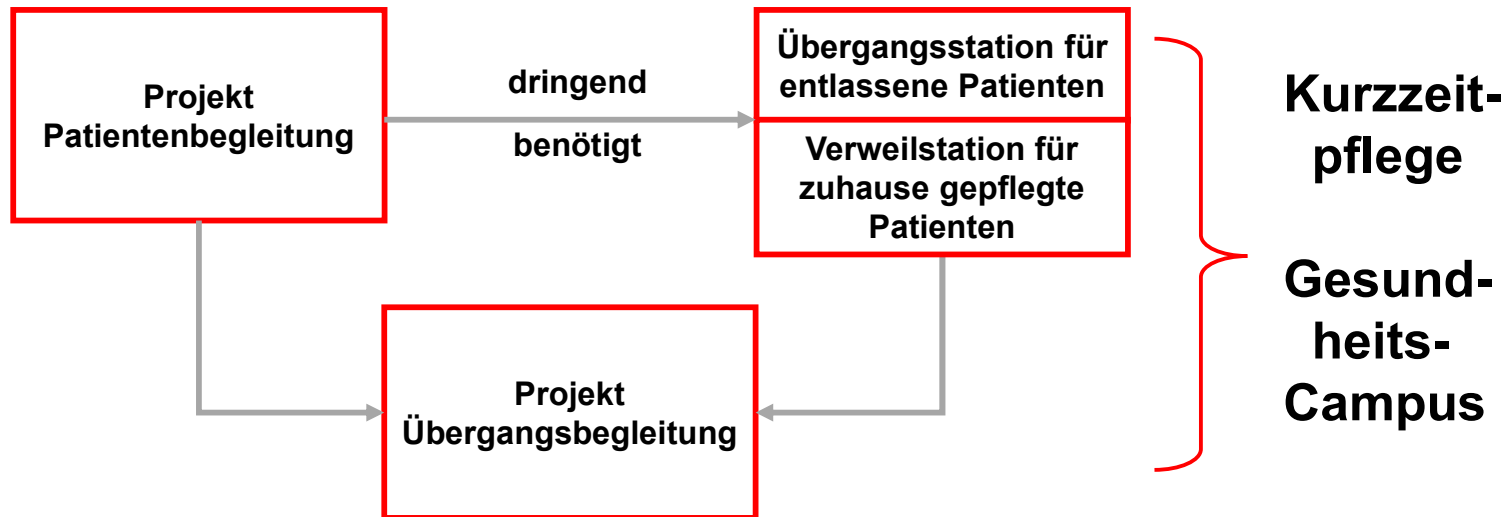 Projekt
Patientenbegleitung
dringend
benötigt
Übergangsstation für
entlassene Patienten
Verweilstation für
zuhause gepflegte
Patienten
Projekt
Übergangsbegleitung
Kurzzeit-
pflege
Gesund-
heits-
Campus